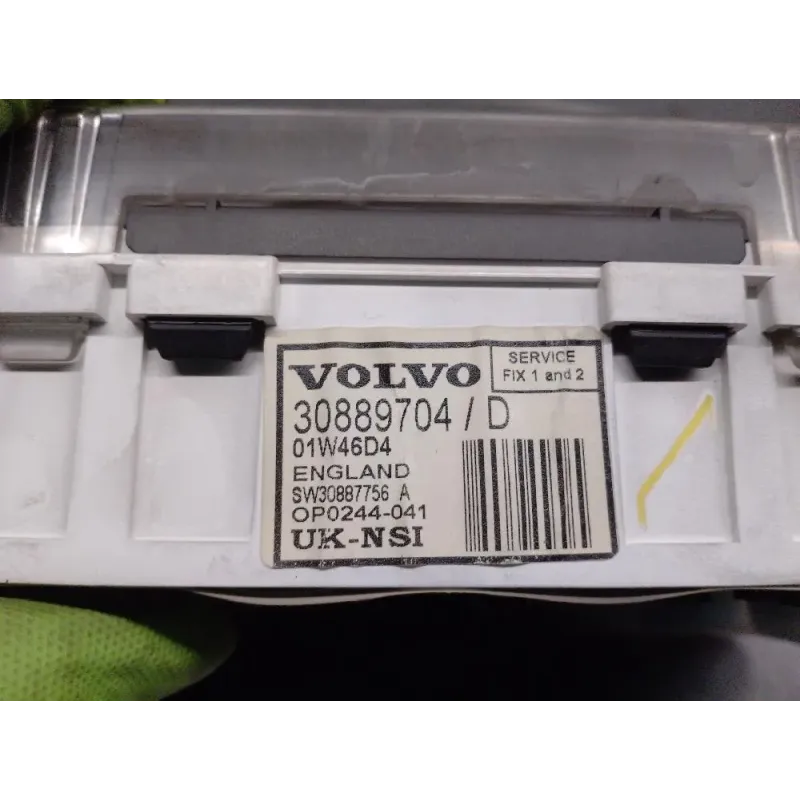 VOLVO
SERVICE
FIX 1 and 2
30889704 / D
01W46D4
ENGLAND
SW30887756 A
OP0244-041
UK-NSI